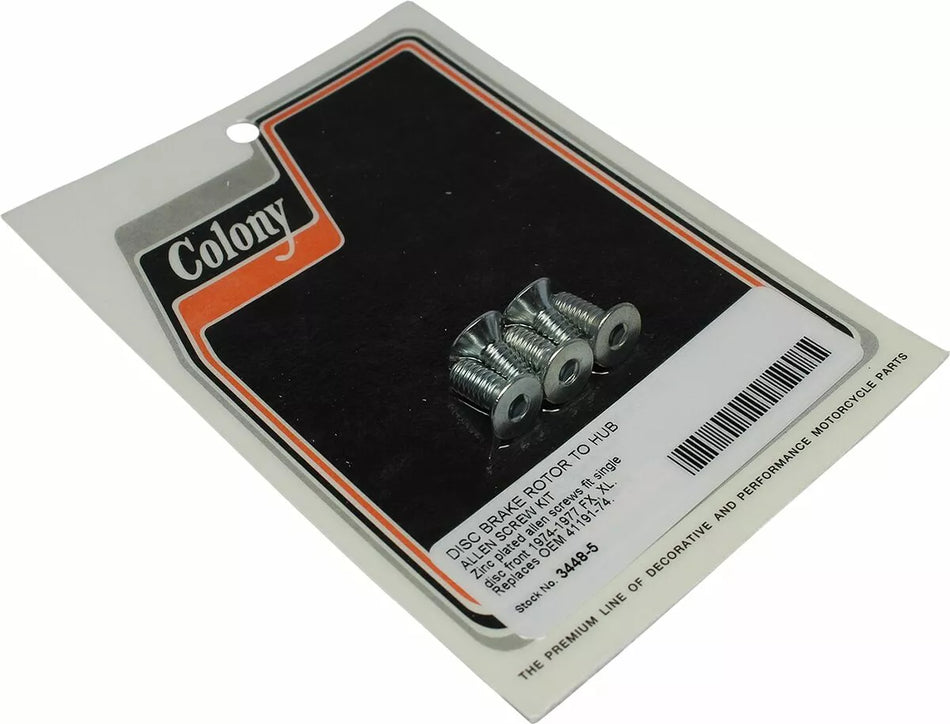 Colony
DISC BRAKE ROTOR TO HUB
ALLEN SCREW KIT
Zinc plated allen screws fit single
disc front 1974-1977 FX, XL.
Replaces OEM 41191-74.
Stock No. 3448-5
THE PREMIUM LINE OF DECORATIVE AND PERFORMANCE MOTORCYCLE PARTS